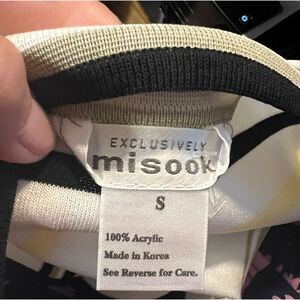 EXCLUSIVELY
misook
S
100% Acrylic
Made in Korea
See Reverse for Care.